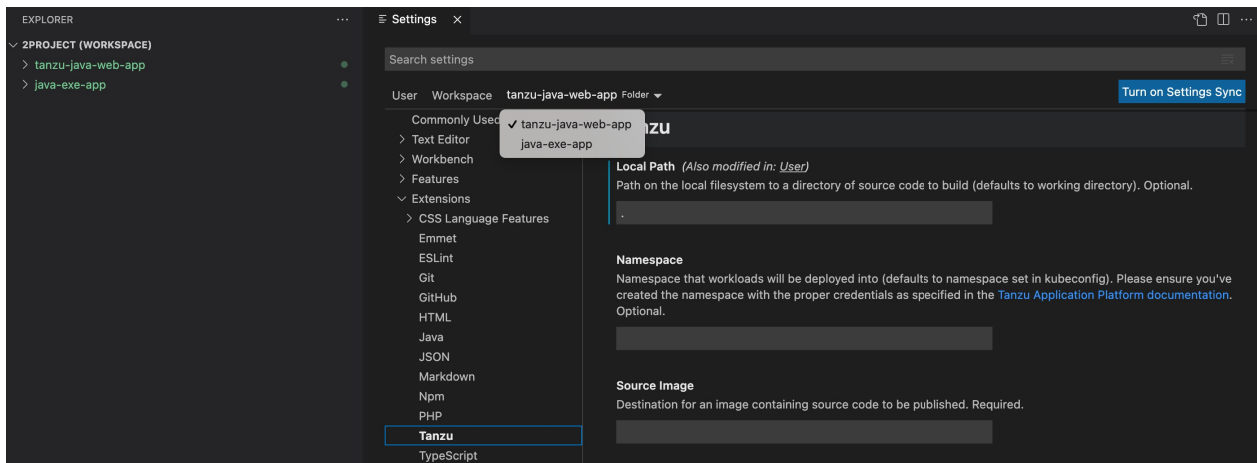 EXPLORER
2PROJECT (WORKSPACE)
tanzu-java-web-app
java-exe-app
Settings
Search settings
User Workspace tanzu-java-web-app Folder
Turn on Settings Sync
tanzu-java-web-app
java-exe-app
Commonly Used
Text Editor
Workbench
Features
Extensions
CSS Language Features
Emmet
ESLint
Git
GitHub
HTML
Java
JSON
Markdown
Npm
PHP
Tanzu
TypeScript
Local Path (Also modified in: User)
Path on the local filesystem to a directory of source code to build (defaults to working directory). Optional.
.
Namespace
Namespace that workloads will be deployed into (defaults to namespace set in kubeconfig). Please ensure you've
created the namespace with the proper credentials as specified in the Tanzu Application Platform documentation.
Optional.
Source Image
Destination for an image containing source code to be published. Required.